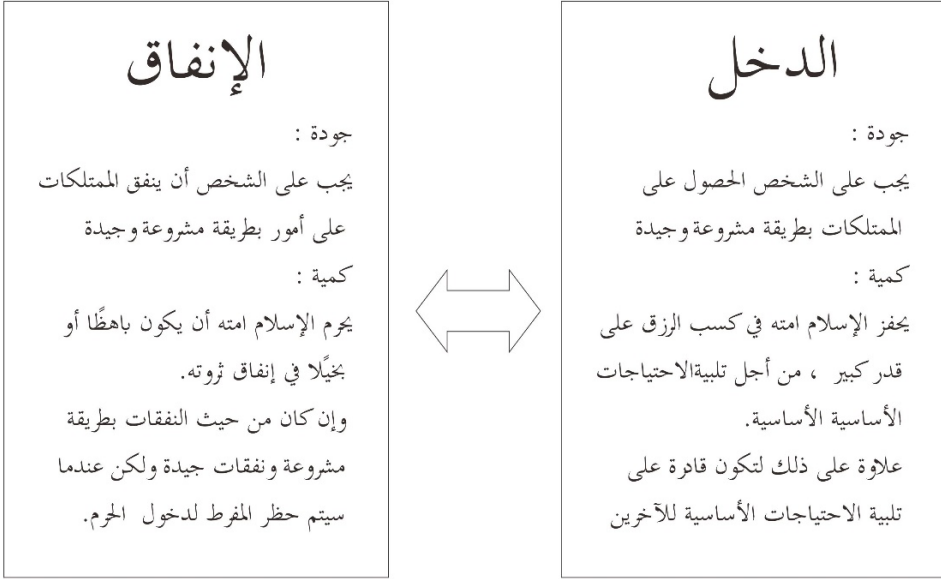 الدخل
جودة :
يجب على الشخص الحصول على
الممتلكات بطريقة مشروعة وجيدة
كمية :
يحفز الإسلام امته في كسب الرزق على
قدر كبير ، من أجل تلبيةالاحتياجات
الأساسية الأساسية.
علاوة على ذلك لتكون قادرة على
تلبية الاحتياجات الأساسية للآخرين
الإنفاق
جودة :
يجب على الشخص أن ينفق الممتلكات
على أمور بطريقة مشروعة وجيدة
كمية :
يحرم الإسلام امته أن يكون باهظًا أو
بخيلًا في إنفاق ثروته.
وإن كان من حيث النفقات بطريقة
مشروعة ونفقات جيدة ولكن عندما
سيتم حظر المفرط لدخول الحرم.